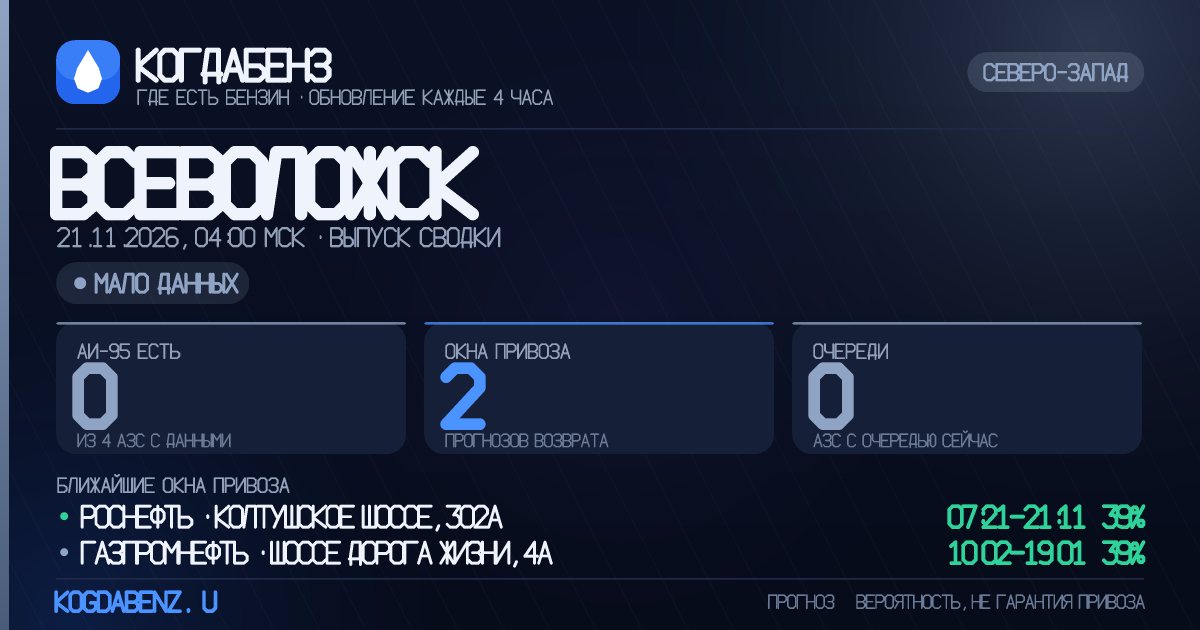 КОГДАБЕНЗ
ГДЕ ЕСТЬ БЕНЗИН · ОБНОВЛЕНИЕ КАЖДЫЕ 4 ЧАСА
СЕВЕРО-ЗАПАД
ВСЕВОЛОЖСК
21.11.2026, 04:00 МСК · ВЫПУСК СВОДКИ
МАЛО ДАННЫХ
АИ-95 ЕСТЬ
0
ИЗ 4 АЗС С ДАННЫМИ
ОКНА ПРИВОЗА
2
ПРОГНОЗОВ ВОЗВРАТА
ОЧЕРЕДИ
0
АЗС С ОЧЕРЕДЬЮ СЕЙЧАС
БЛИЖАЙШИЕ ОКНА ПРИВОЗА
• РОСНЕФТЬ · КОЛТУШСКОЕ ШОССЕ, 302А
07:21–21:11 39%
• ГАЗПРОМНЕФТЬ · ШОССЕ ДОРОГА ЖИЗНИ, 4А
10:02–19:01 39%
KOGDABENZ. U
ПРОГНОЗ ВЕРОЯТНОСТЬ, НЕ ГАРАНТИЯ ПРИВОЗА